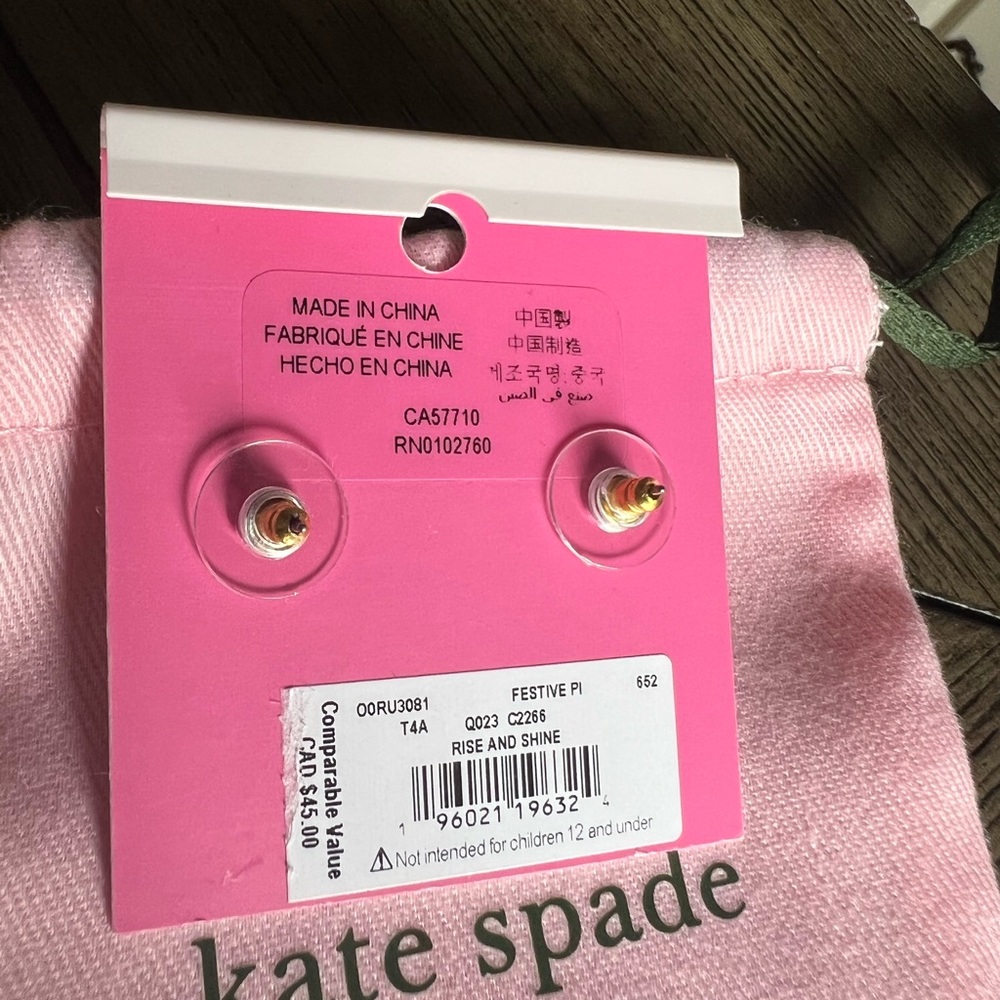 MADE IN CHINA
FABRIQUÉ EN CHINE
HECHO EN CHINA
中国製
中国制造
제조국명:중국
صنع في الصين
CA57710
RN0102760
Comparable Value
CAD $45.00
O0RU3081 FESTIVE PI 652
T4A Q023 C2266
RISE AND SHINE
1 96021 19632 4
⚠Not intended for children 12 and under
kate spade